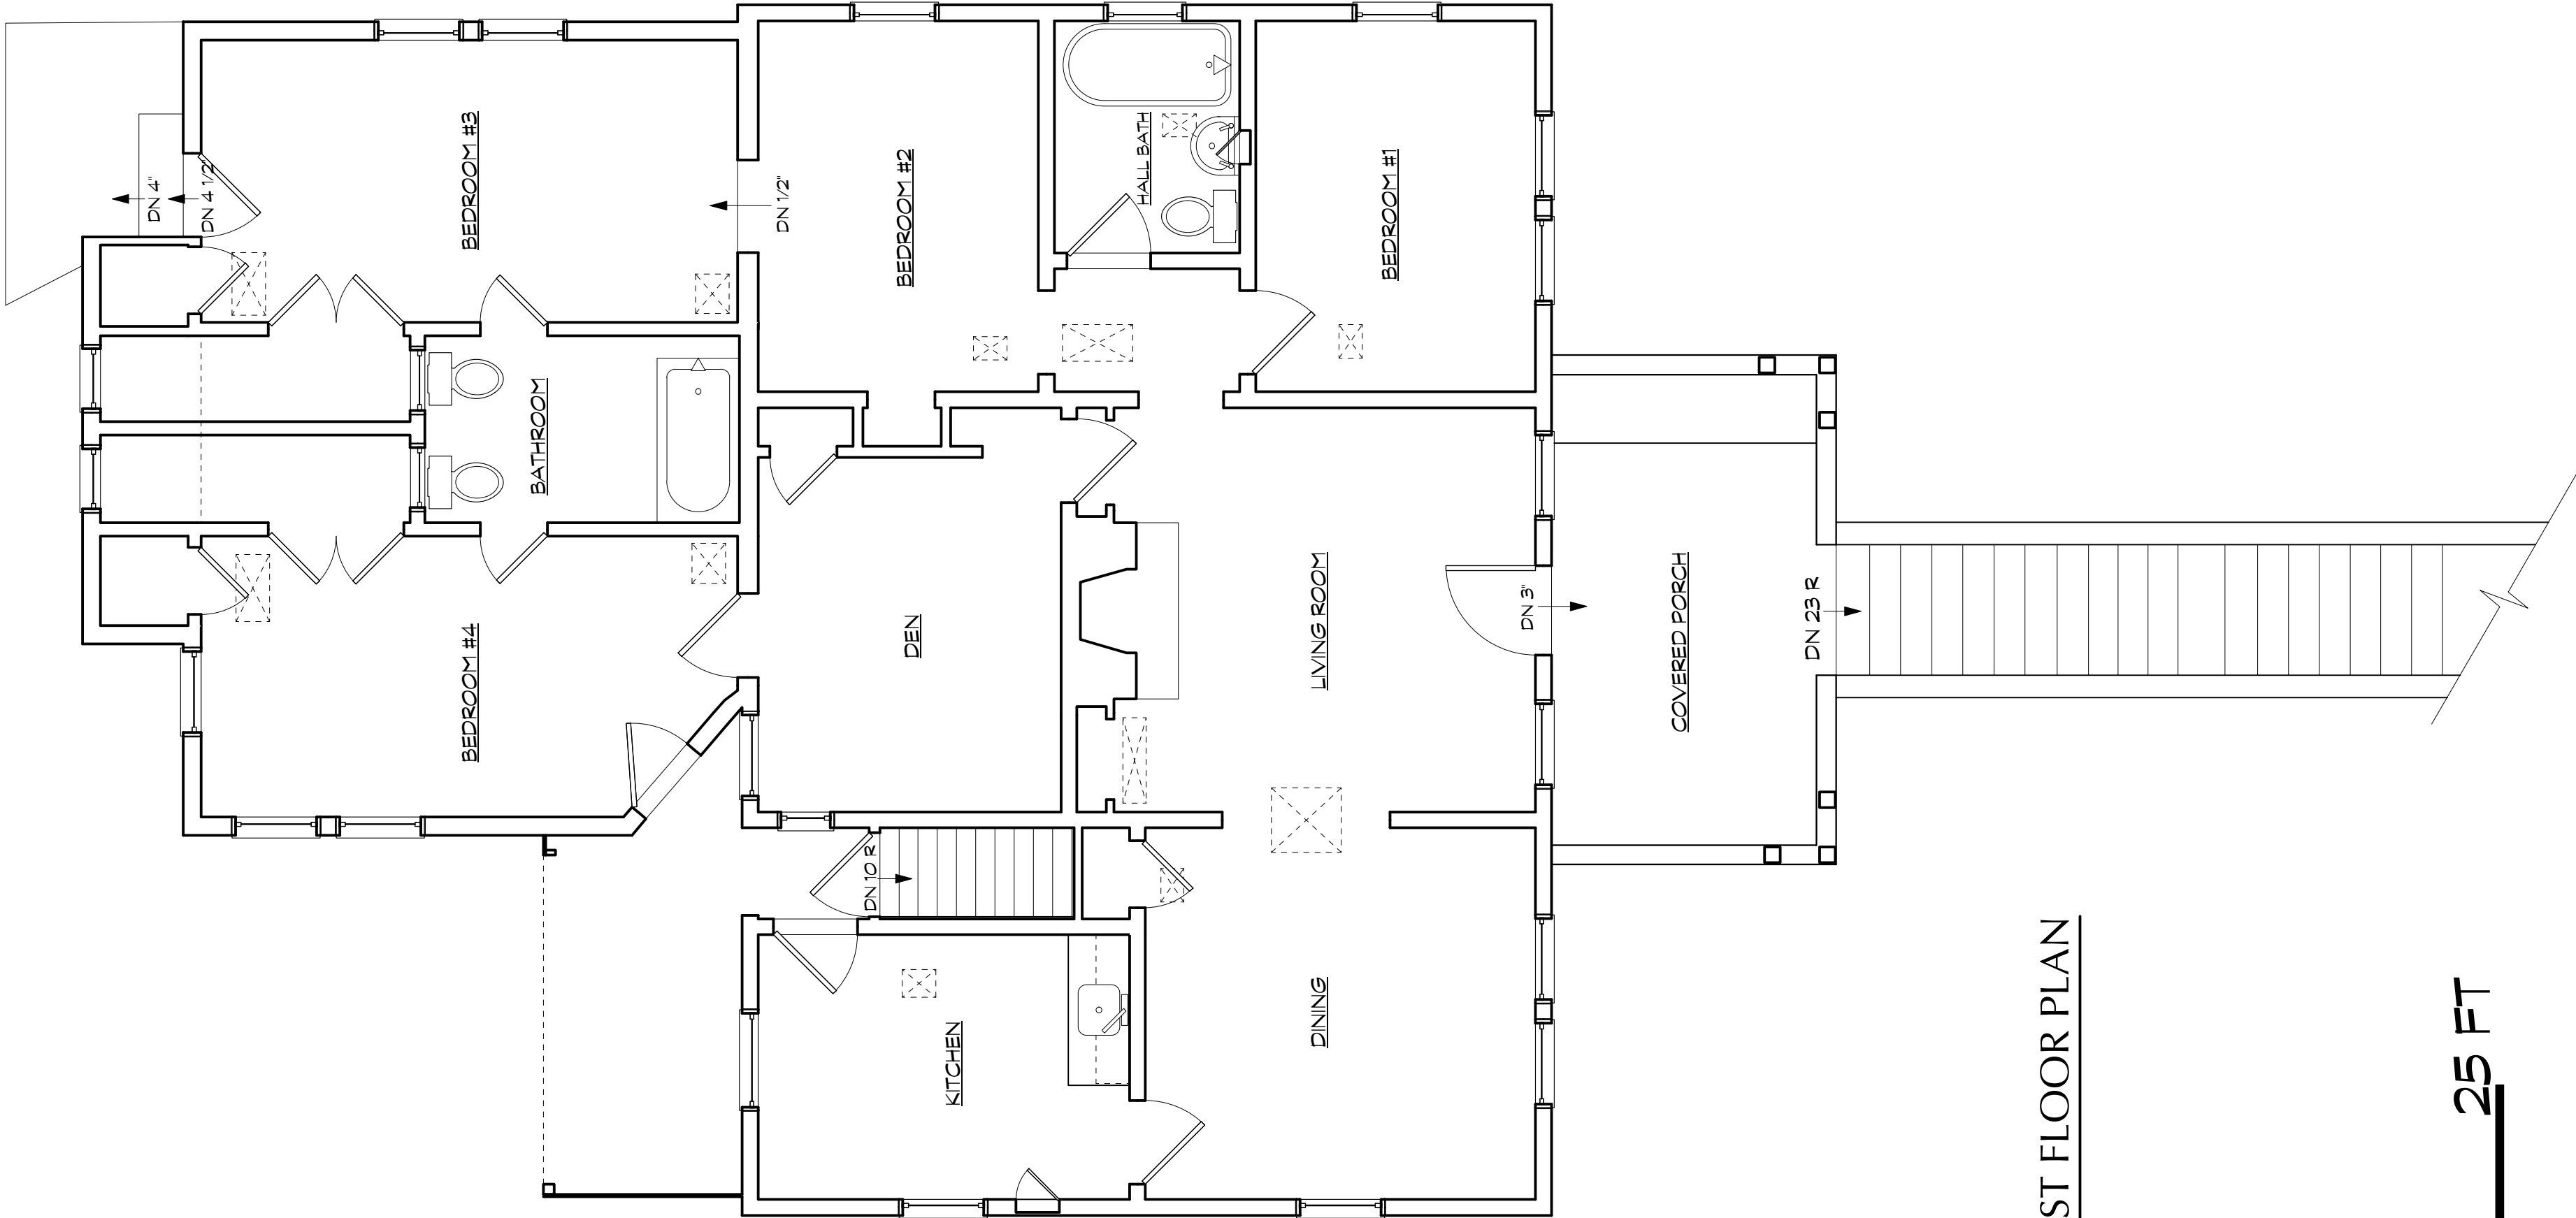 DN 4"
DN 4 1/2"
BEDROOM #3
DN 1/2"
BEDROOM #2
HALL BATH
BEDROOM #1
BATHROOM
BEDROOM #4
DEN
LIVING ROOM
DN 3"
COVERED PORCH
DN 23 R
DN 10 R
KITCHEN
DINING
ST FLOOR PLAN
25 FT